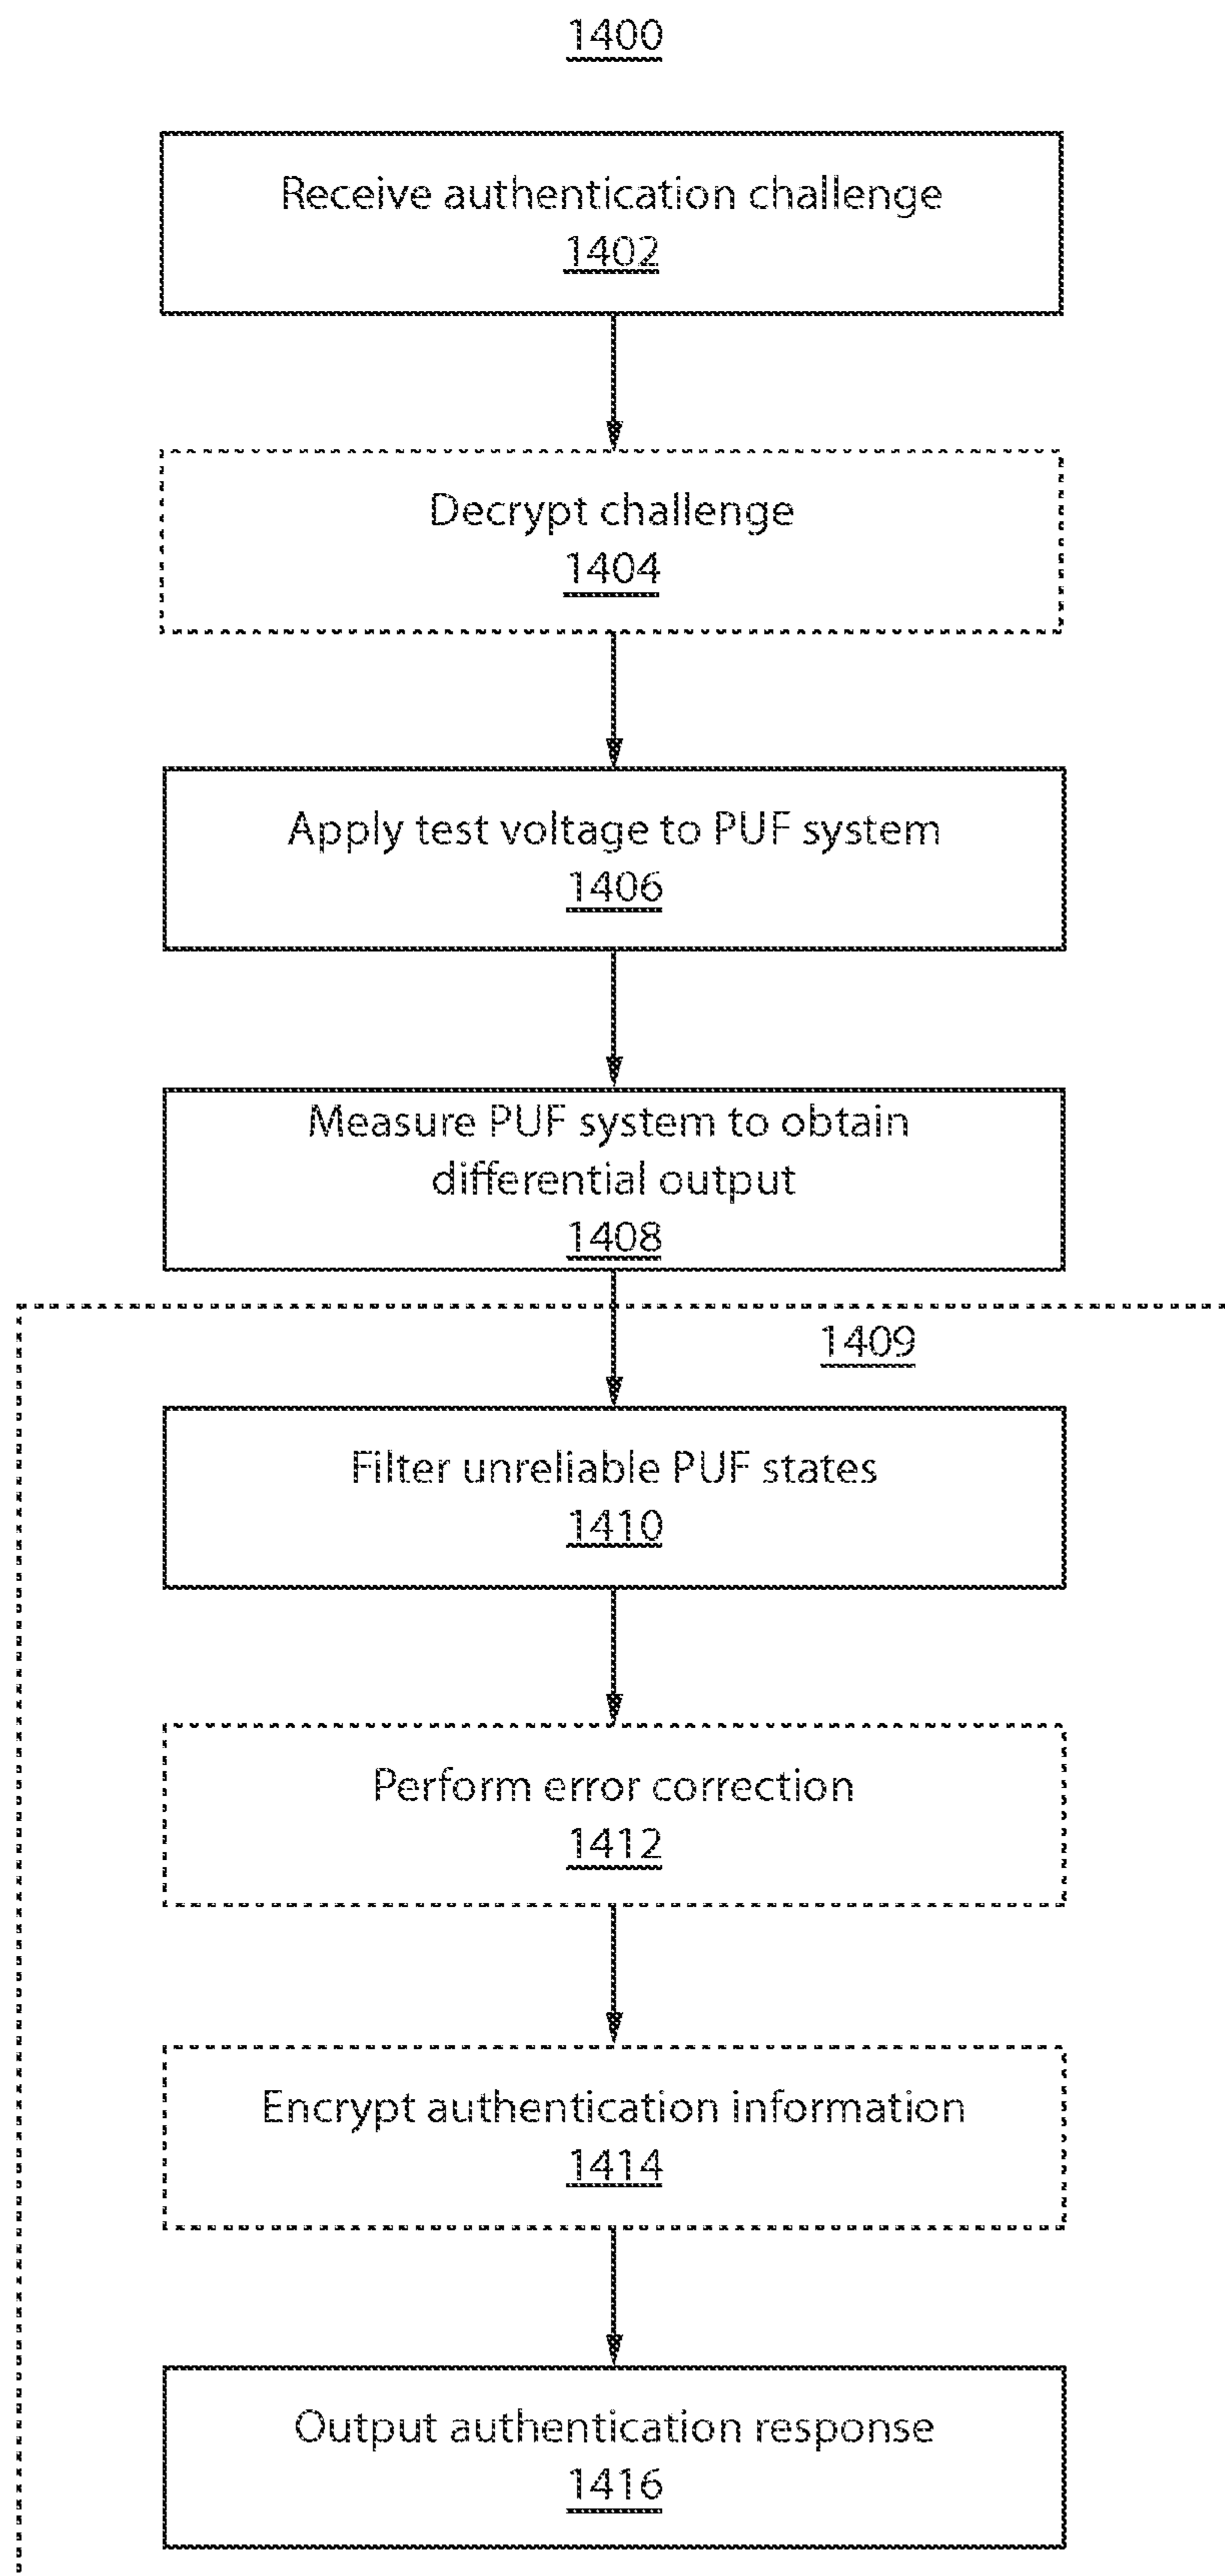 1400
Receive authentication challenge
1402
Decrypt challenge
1404
Apply test voltage to PUF system
1406
Measure PUF system to obtain
differential output
1408
1409
Filter unreliable PUF states
1410
Perform error correction
1412
Encrypt authentication information
1414
Output authentication response
1416